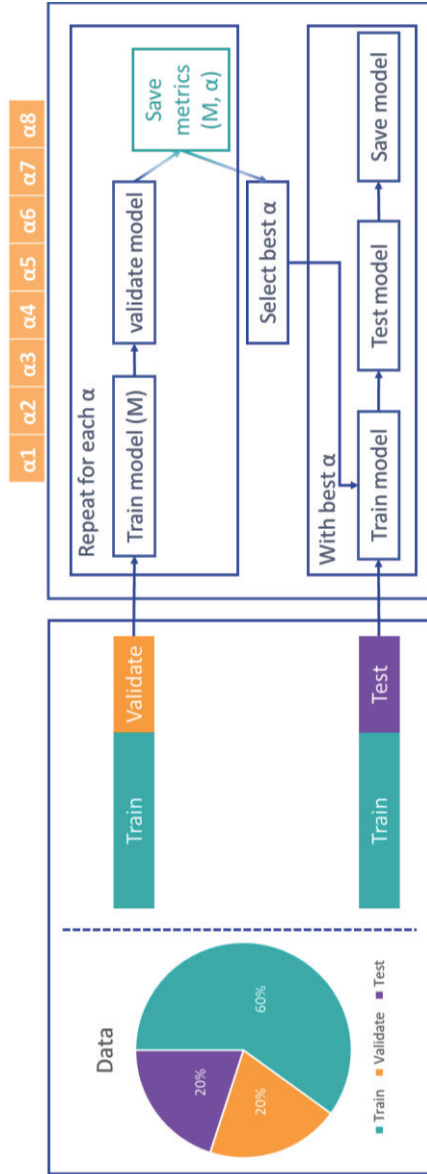 Data
20%
60%
20%
Train Validate Test
Train Validate
Train Test
α1 α2 α3 α4 α5 α6 α7 α8
Repeat for each α
Train model (M)
validate model
Save
metrics
(M, α)
Select best α
With best α
Train model
Test model
Save model